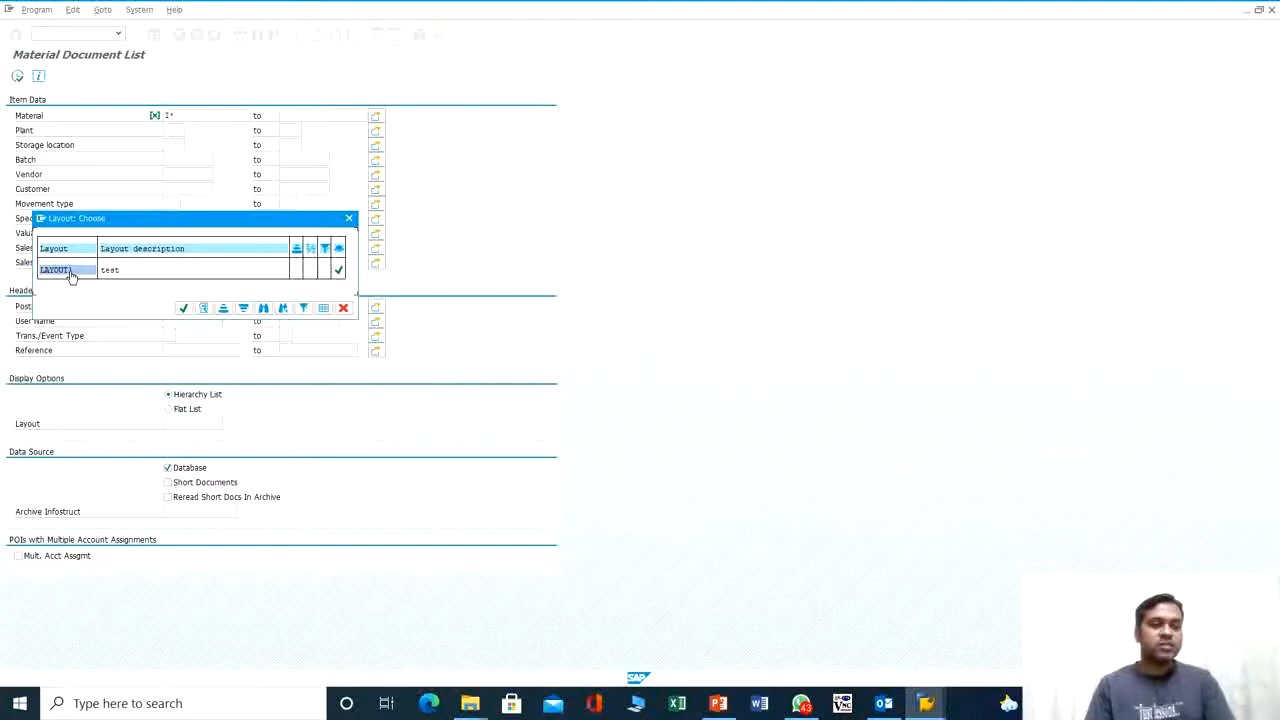 Program Edit Goto System Help
Material Document List
Item Data
Material I* to
Plant to
Storage location to
Batch to
Vendor to
Customer to
Movement type to
Layout: Choose
Layout Layout description
test
User Name to
Trans./Event Type to
Reference to
Display Options
Hierarchy List
Flat List
Layout
Data Source
Database
Short Documents
Reread Short Docs In Archive
Archive Infostruct
POIs with Multiple Account Assignments
Mult. Acct Assgmt
SAP
Type here to search
43